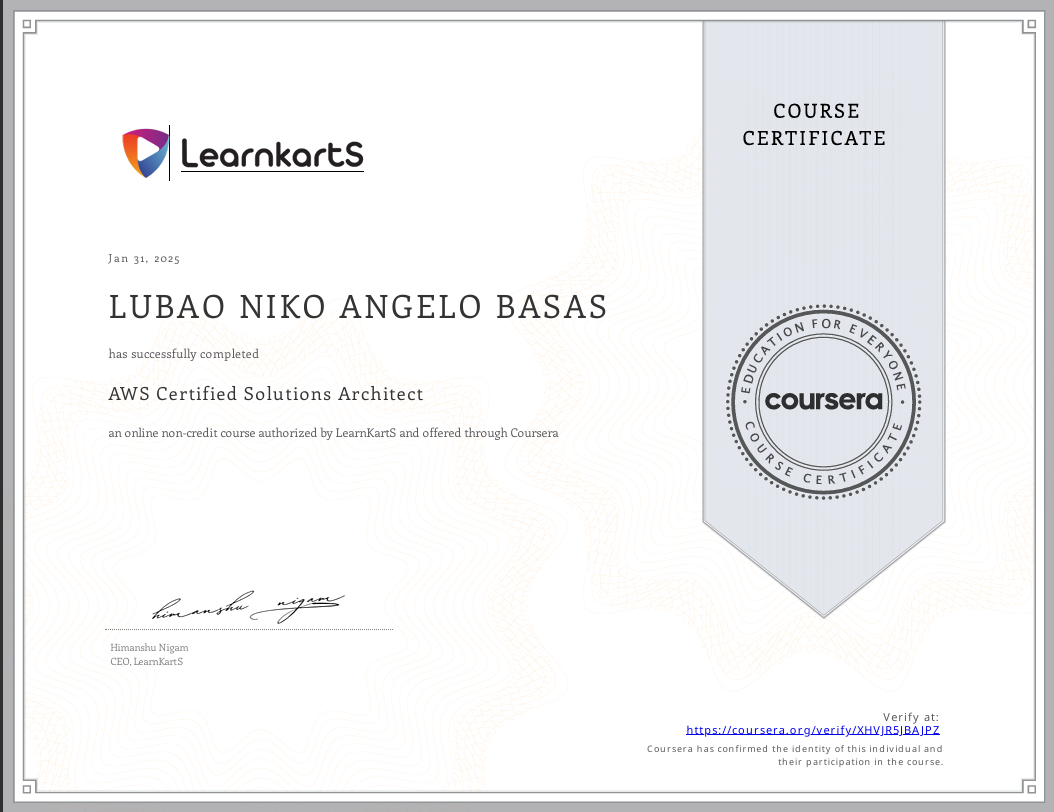 COURSE
CERTIFICATE
LearnkartS
Jan 31, 2025
LUBAO NIKO ANGELO BASAS
has successfully completed
AWS Certified Solutions Architect
an online non-credit course authorized by LearnKartS and offered through Coursera
EDUCATION FOR EVERYONE
coursera
COURSE CERTIFICATE
himanshu nigam
Himanshu Nigam
CEO, LearnKartS
Verify at:
https://coursera.org/verify/XHVJR5JBAJPZ
Coursera has confirmed the identity of this individual and
their participation in the course.